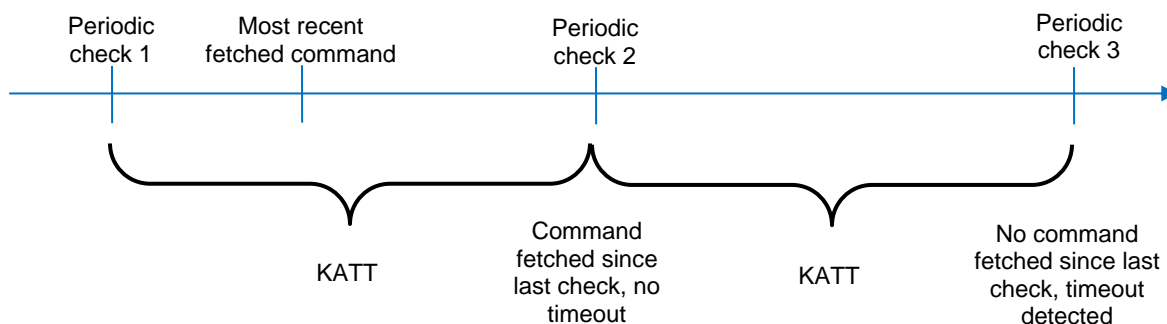 Periodic
check 1
Most recent
fetched command
Periodic
check 2
Periodic
check 3
KATT
Command
fetched since
last check, no
timeout
KATT
No command
fetched since last
check, timeout
detected